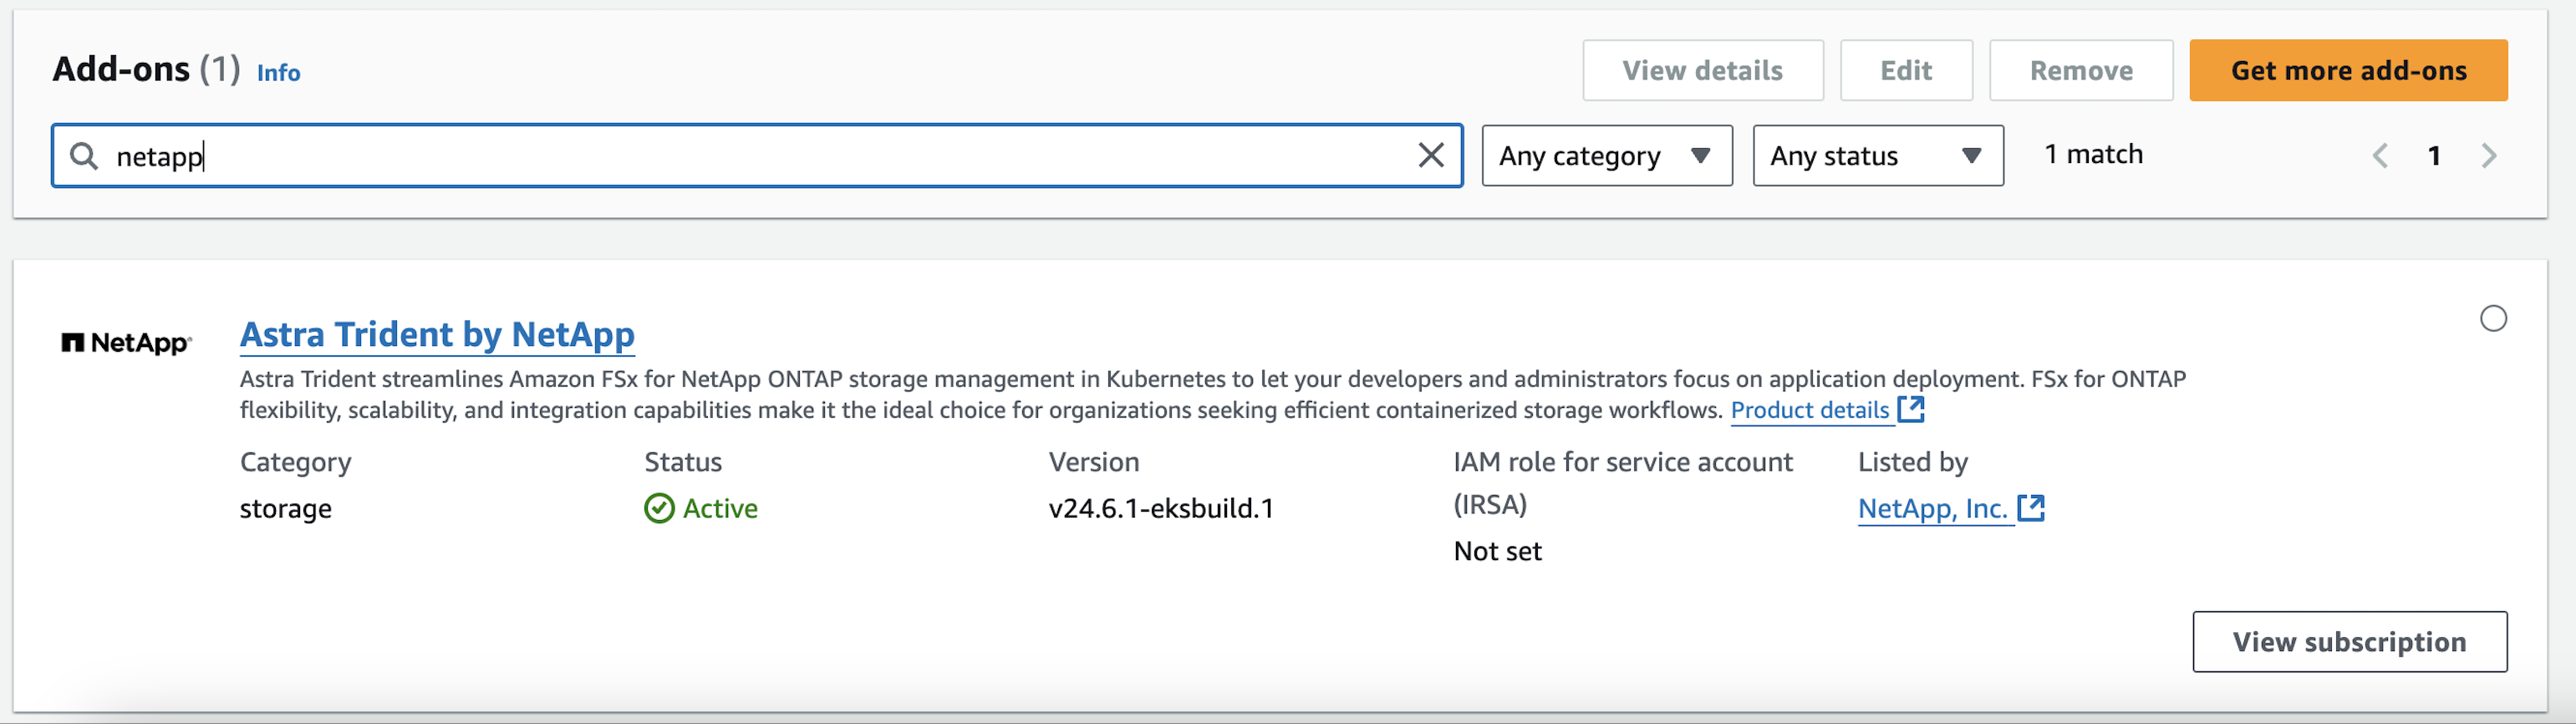 Add-ons (1) Info
View details
Edit
Remove
Get more add-ons
netapp
Any category
Any status
1 match
1
NetApp
Astra Trident by NetApp
Astra Trident streamlines Amazon FSx for NetApp ONTAP storage management in Kubernetes to let your developers and administrators focus on application deployment. FSx for ONTAP
flexibility, scalability, and integration capabilities make it the ideal choice for organizations seeking efficient containerized storage workflows. Product details
Category
storage
Status
Active
Version
v24.6.1-eksbuild.1
IAM role for service account
(IRSA)
Not set
Listed by
NetApp, Inc.
View subscription